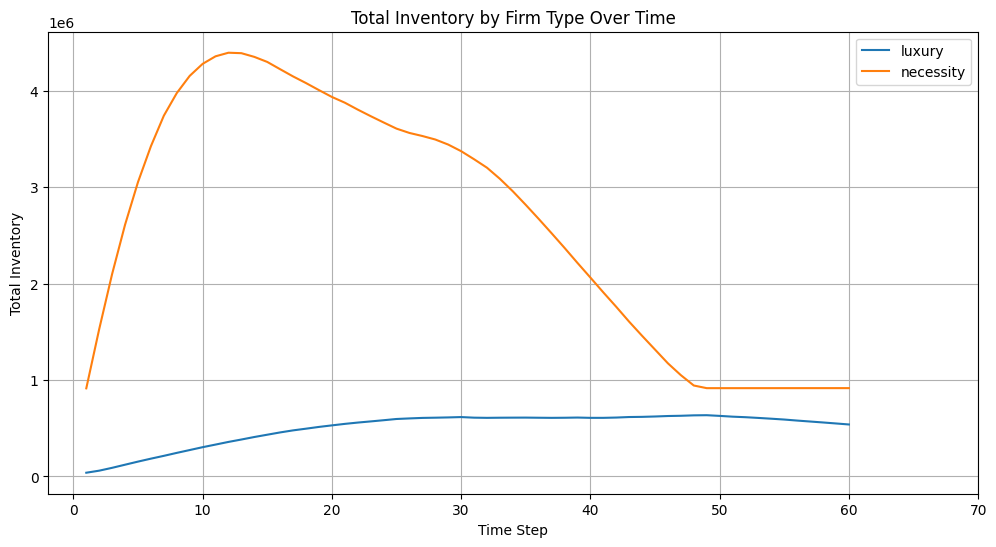 Total Inventory by Firm Type Over Time
1e6
luxury
necessity
4
3
2
1
0
Total Inventory
0 10 20 30 40 50 60 70
Time Step